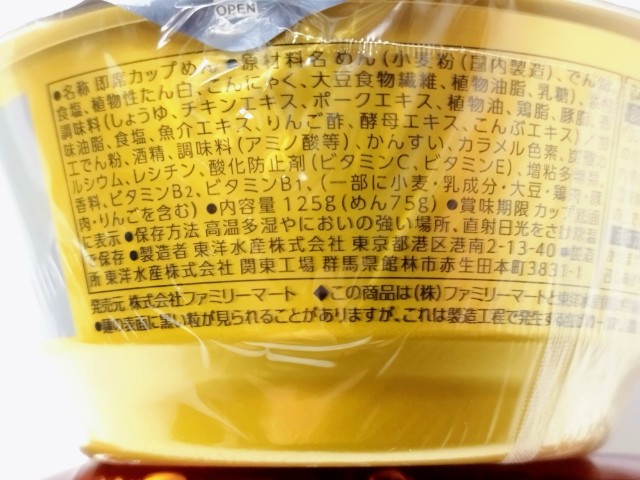 OPEN
●名称 即席カップめん ●原材料名 めん(小麦粉(国内製造)、でん
食塩、植物性たん白、こんにゃく、大豆食物繊維、植物油脂、乳糖)、
調味料(しょうゆ、チキンエキス、ポークエキス、植物油、鶏脂、豚脂、
味油脂、食塩、魚介エキス、りんご酢、酵母エキス、こんぶエキス)
工でん粉、酒精、調味料(アミノ酸等)、かんすい、カラメル色素、炭酸
ルシウム、レシチン、酸化防止剤(ビタミンC、ビタミンE)、増粘多糖
香料、ビタミンB2、ビタミンB1、(一部に小麦・乳成分・大豆・鶏肉・豚
肉・りんごを含む) ●内容量 125g(めん75g) ●賞味期限 カップ側面
に表示 ●保存方法 高温多湿やにおいの強い場所、直射日光をさけ常温
で保存 ●製造者 東洋水産株式会社 東京都港区港南2-13-40 ●製造
所 東洋水産株式会社 関東工場 群馬県館林市赤生田本町3831-1
発売元 株式会社ファミリーマート ◆この商品は(株)ファミリーマートと東洋水産
●麺の表面に黒い粒が見られることがありますが、これは製造工程で発生する